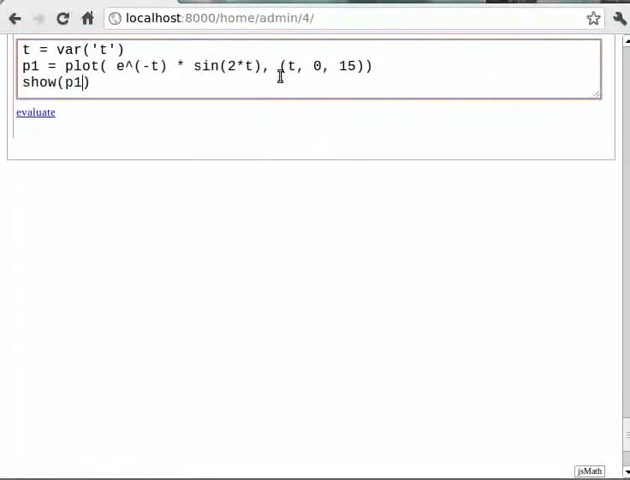 localhost:8000/home/admin/4/
t = var('t')
p1 = plot( e^(-t) * sin(2*t), (t, 0, 15))
show(p1)
evaluate
jsMath